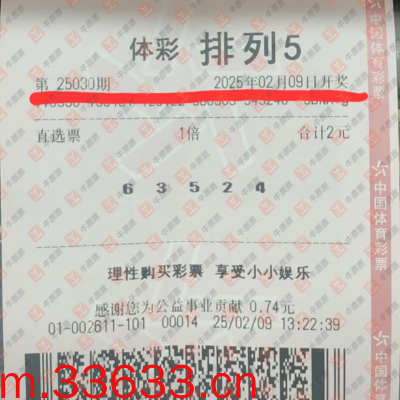 体彩 排列5
第 25030期 2025年02月09日开奖
直选票 1倍 合计2元
6 3 5 2 4
理性购买彩票 享受小小娱乐
感谢您为公益事业贡献 0.74元
01-002611-101 00014 25/02/09 13:22:39
m.33633.cn
中国体育彩票
中国体育彩票